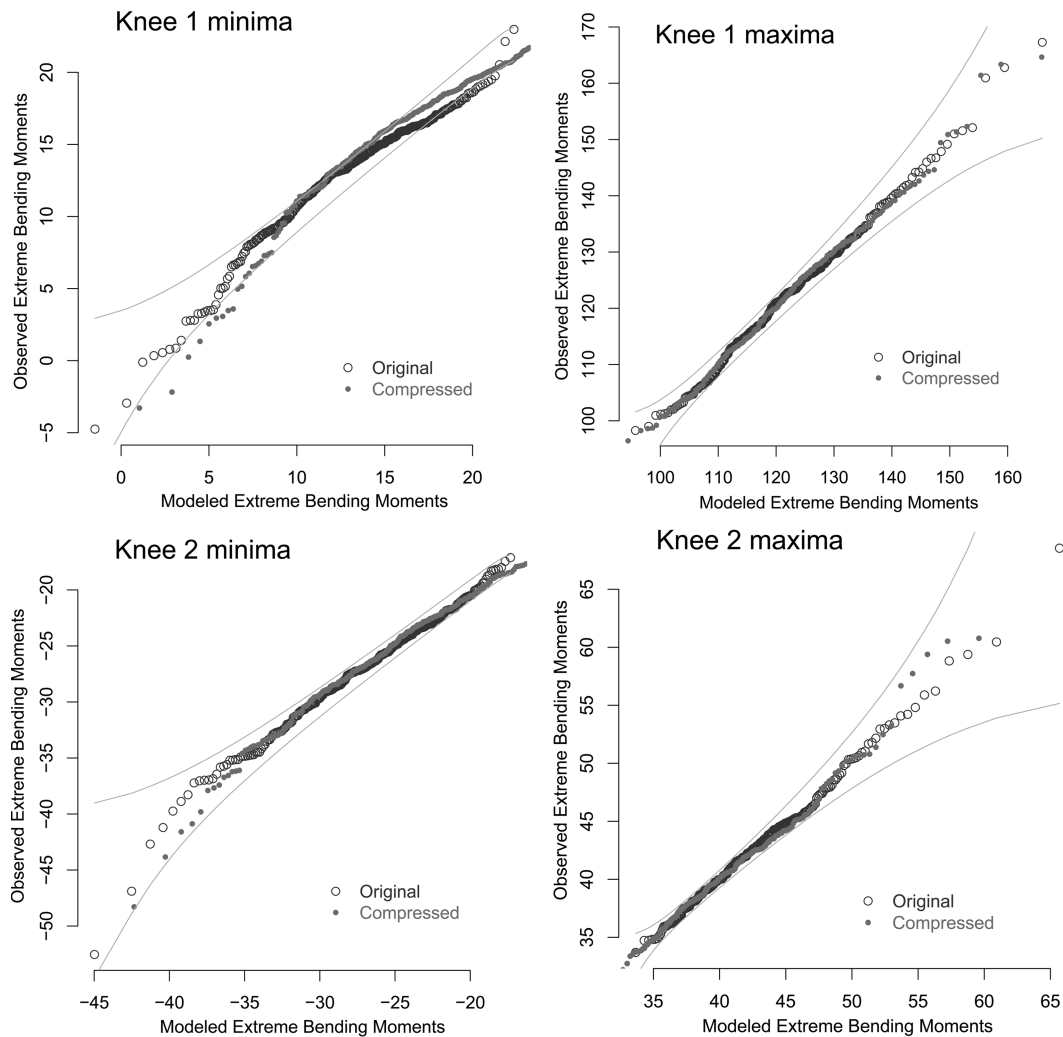 Knee 1 minima
Observed Extreme Bending Moments
20
15
10
5
0
−5
Original
Compressed
0 5 10 15 20
Modeled Extreme Bending Moments
Knee 1 maxima
Observed Extreme Bending Moments
170
160
150
140
130
120
110
100
Original
Compressed
100 110 120 130 140 150 160
Modeled Extreme Bending Moments
Knee 2 minima
Observed Extreme Bending Moments
−20
−25
−30
−35
−40
−45
−50
Original
Compressed
−45 −40 −35 −30 −25 −20
Modeled Extreme Bending Moments
Knee 2 maxima
Observed Extreme Bending Moments
65
60
55
50
45
40
35
Original
Compressed
35 40 45 50 55 60 65
Modeled Extreme Bending Moments